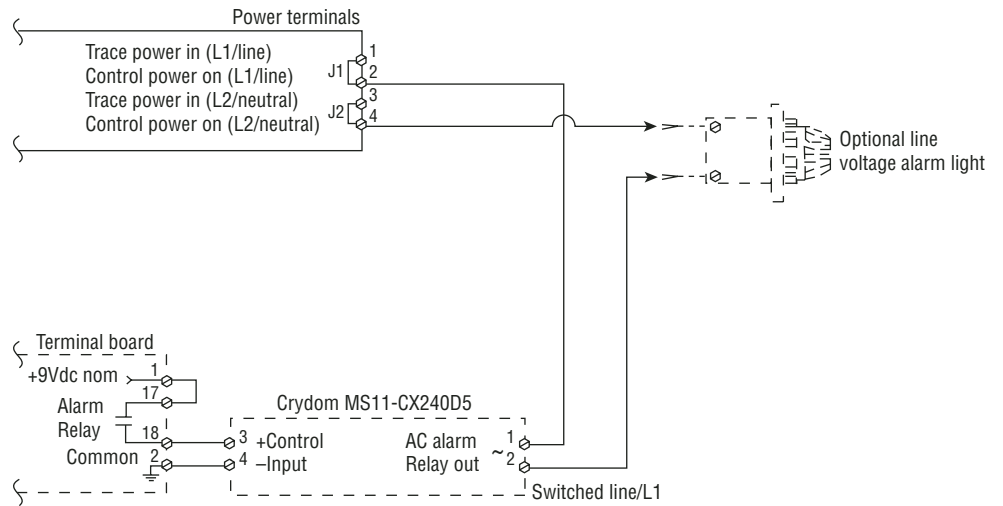 Power terminals
Trace power in (L1/line)
Control power on (L1/line)
Trace power in (L2/neutral)
Control power on (L2/neutral)
J1
J2
1
2
3
4
Optional line
voltage alarm light
Terminal board
+9Vdc nom
1
17
Alarm
Relay
18
Common
2
Crydom MS11-CX240D5
3
+Control
4
–Input
AC alarm
Relay out
~
1
2
Switched line/L1